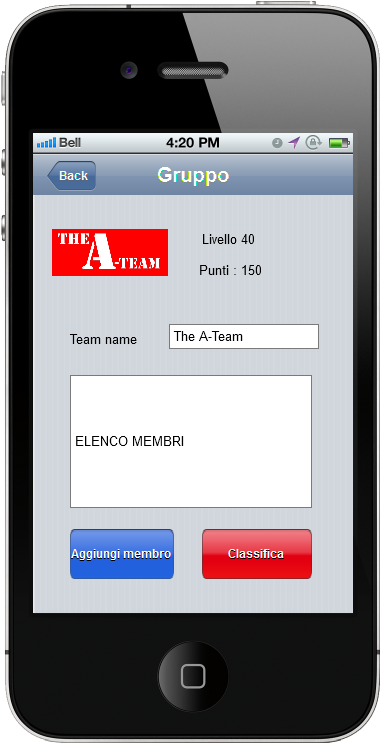 Bell
4:20 PM
Back
Gruppo
THE
A-TEAM
Livello 40
Punti : 150
Team name
The A-Team
ELENCO MEMBRI
Aggiungi membro
Classifica